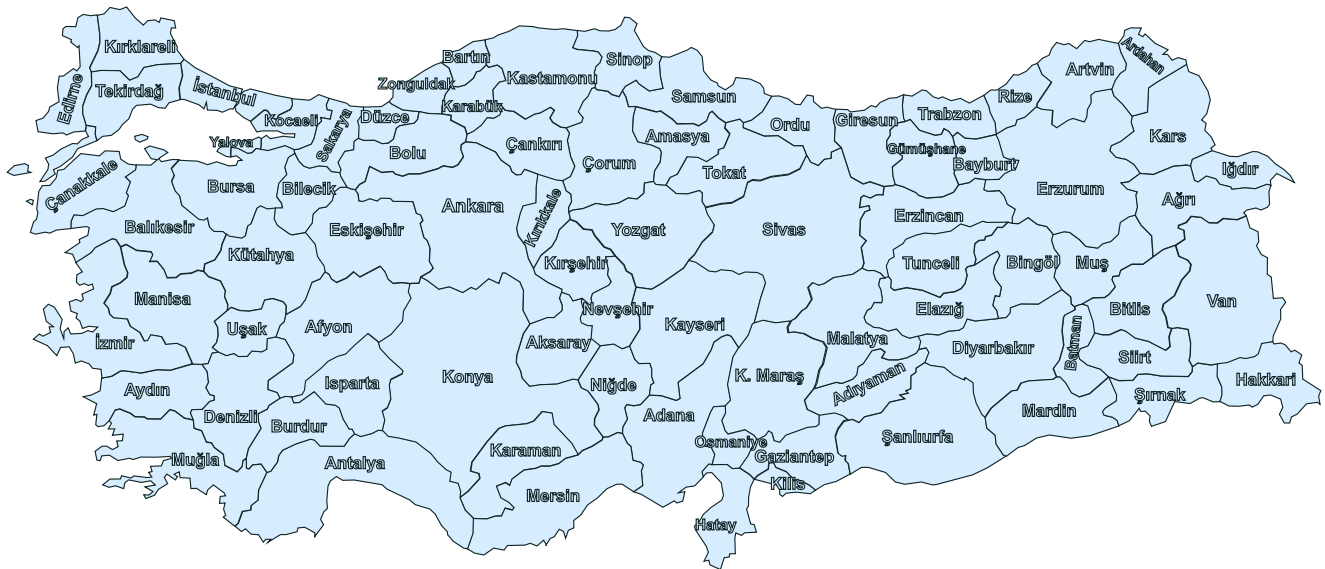 Kırklareli
Edirne
Tekirdağ
İstanbul
Kocaeli
Yalova
Sakarya
Düzce
Zonguldak
Bartın
Karabük
Kastamonu
Sinop
Samsun
Ordu
Giresun
Trabzon
Rize
Artvin
Ardahan
Kars
Iğdır
Ağrı
Erzurum
Bayburt
Gümüşhane
Erzincan
Sivas
Tokat
Amasya
Çorum
Çankırı
Bolu
Bilecik
Bursa
Çanakkale
Balıkesir
Kütahya
Eskişehir
Ankara
Kırıkkale
Kırşehir
Yozgat
Nevşehir
Kayseri
Malatya
Elazığ
Tunceli
Bingöl
Muş
Bitlis
Van
Hakkari
Şırnak
Siirt
Batman
Diyarbakır
Mardin
Şanlıurfa
Adıyaman
K. Maraş
Gaziantep
Kilis
Osmaniye
Hatay
Adana
Niğde
Aksaray
Konya
Karaman
Mersin
Antalya
Isparta
Burdur
Afyon
Uşak
Manisa
İzmir
Aydın
Denizli
Muğla